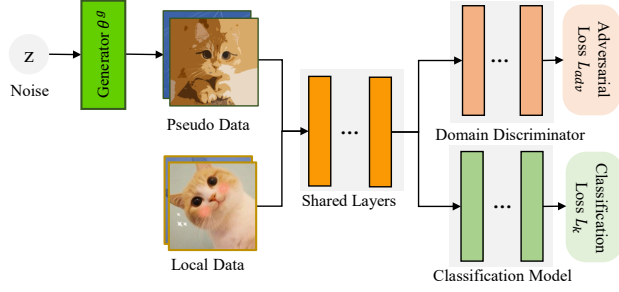 z
Noise
Generator θ^g
Pseudo Data
Local Data
...
Shared Layers
...
Domain Discriminator
Adversarial
Loss L_adv
...
Classification Model
Classification
Loss L_k